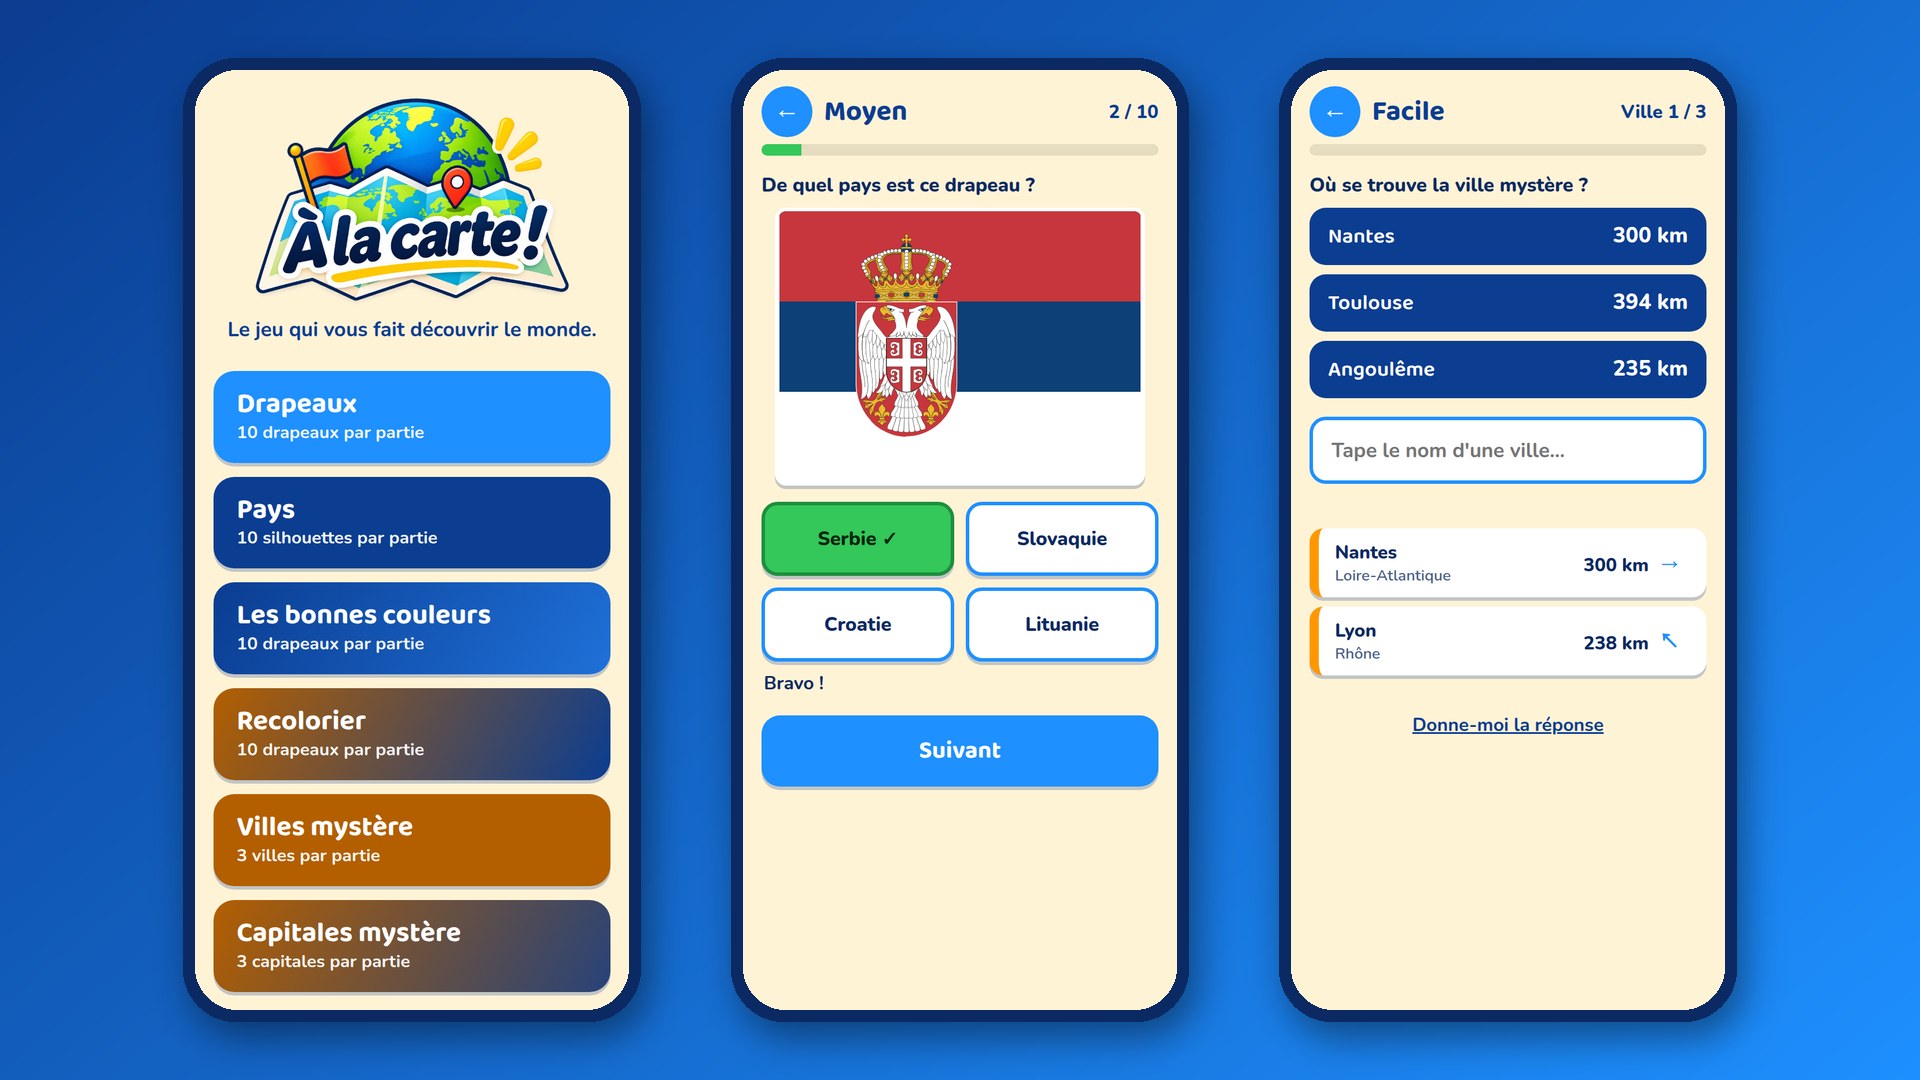 À la carte!
Le jeu qui vous fait découvrir le monde.
Drapeaux
10 drapeaux par partie
Pays
10 silhouettes par partie
Les bonnes couleurs
10 drapeaux par partie
Recolorier
10 drapeaux par partie
Villes mystère
3 villes par partie
Capitales mystère
3 capitales par partie
← Moyen 2 / 10
De quel pays est ce drapeau ?
Serbie ✓ Slovaquie
Croatie Lituanie
Bravo !
Suivant
← Facile Ville 1 / 3
Où se trouve la ville mystère ?
Nantes 300 km
Toulouse 394 km
Angoulême 235 km
Tape le nom d'une ville...
Nantes
Loire-Atlantique
300 km →
Lyon
Rhône
238 km ↖
Donne-moi la réponse